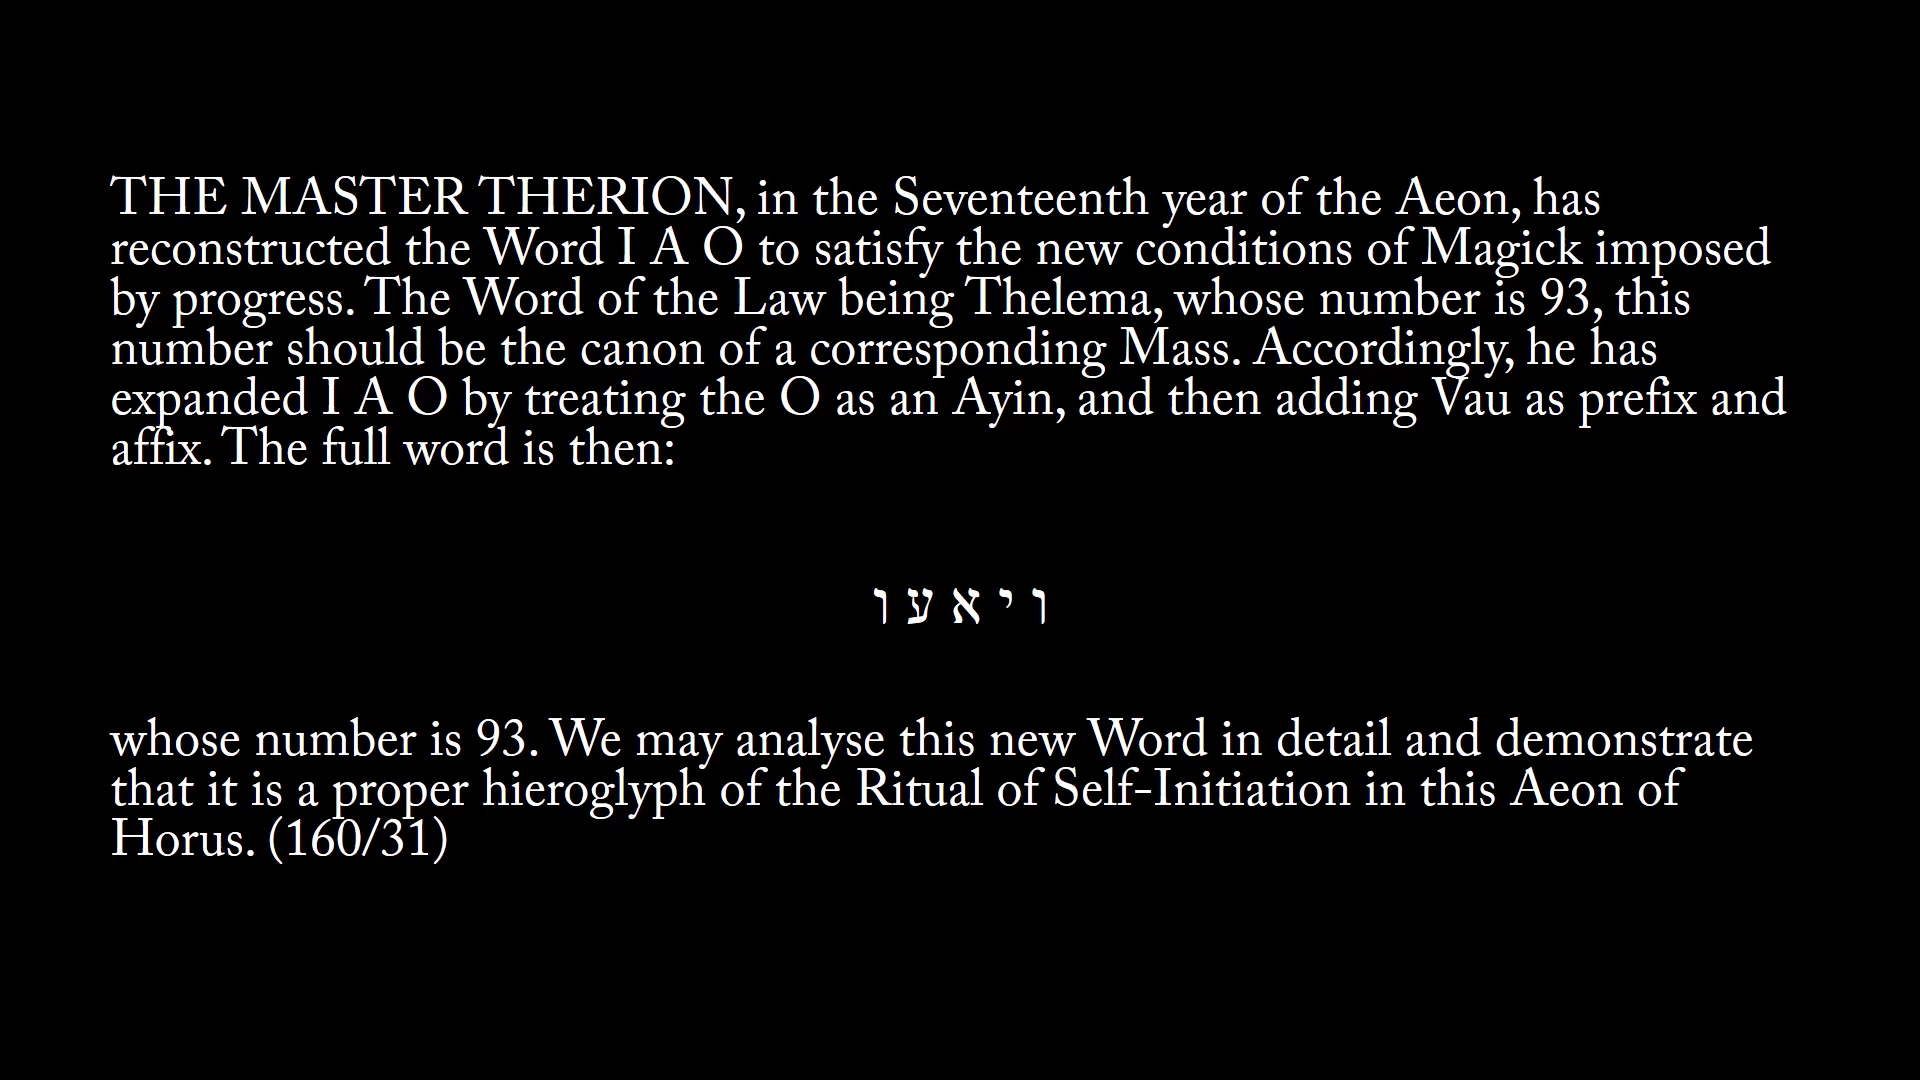 THE MASTER THERION, in the Seventeenth year of the Aeon, has
reconstructed the Word I A O to satisfy the new conditions of Magick imposed
by progress. The Word of the Law being Thelema, whose number is 93, this
number should be the canon of a corresponding Mass. Accordingly, he has
expanded I A O by treating the O as an Ayin, and then adding Vau as prefix and
affix. The full word is then:
ו י א ע ו
whose number is 93. We may analyse this new Word in detail and demonstrate
that it is a proper hieroglyph of the Ritual of Self-Initiation in this Aeon of
Horus. (160/31)